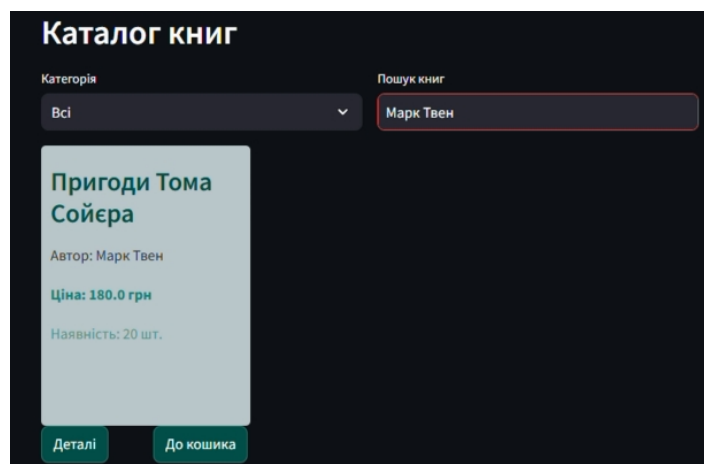 Каталог книг
Категорія
Пошук книг
Всі
Марк Твен
Пригоди Тома
Сойєра
Автор: Марк Твен
Ціна: 180.0 грн
Наявність: 20 шт.
Деталі
До кошика